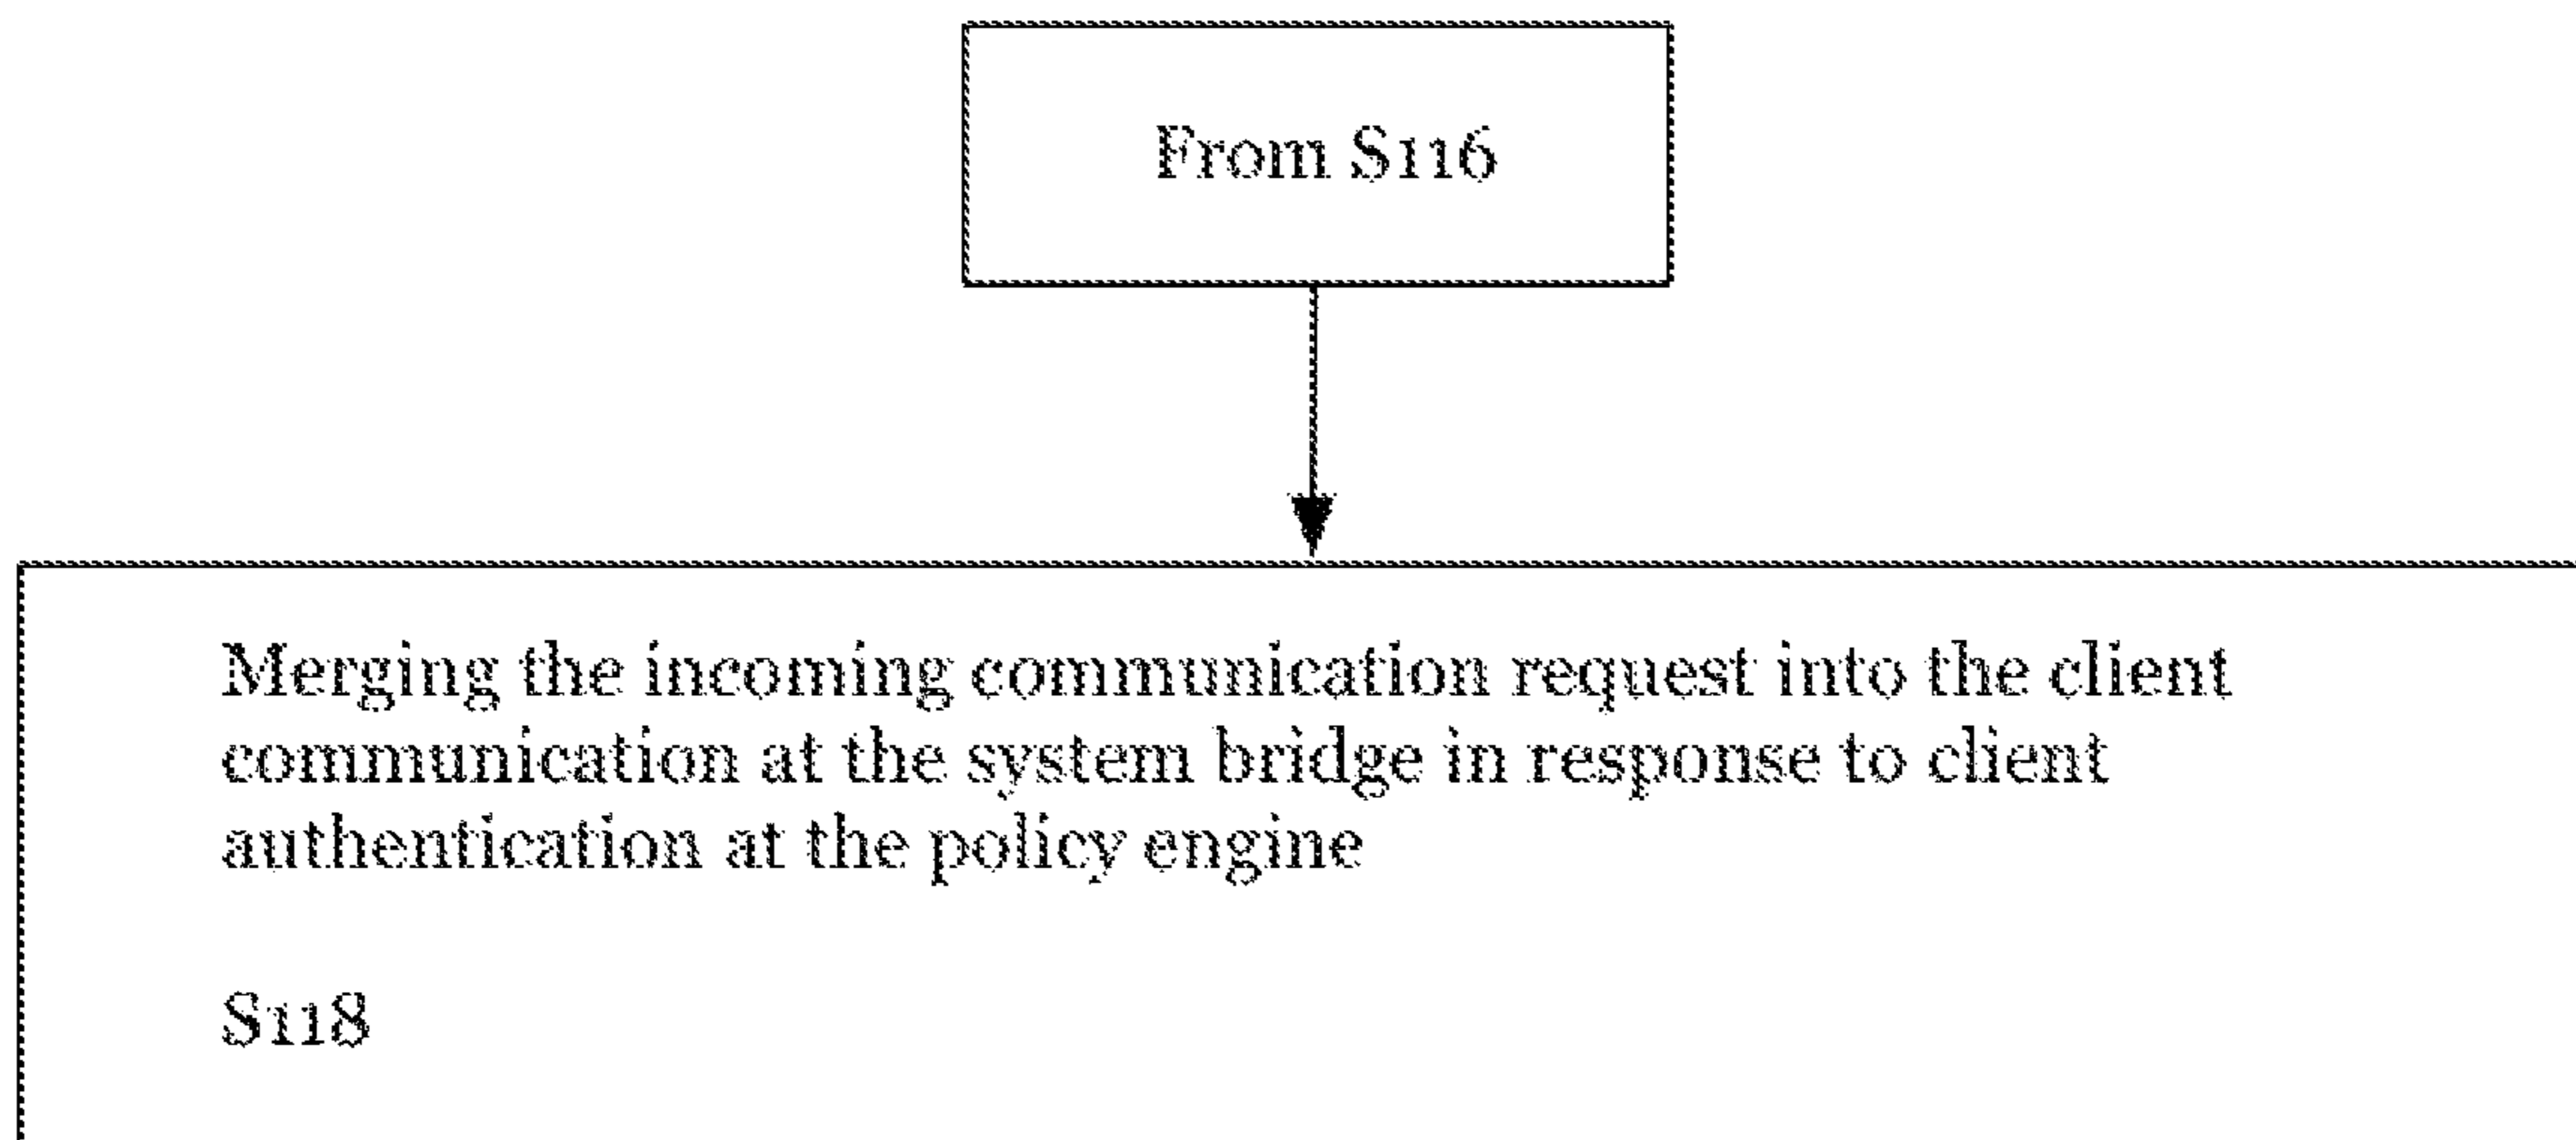 From S116
Merging the incoming communication request into the client
communication at the system bridge in response to client
authentication at the policy engine
S118